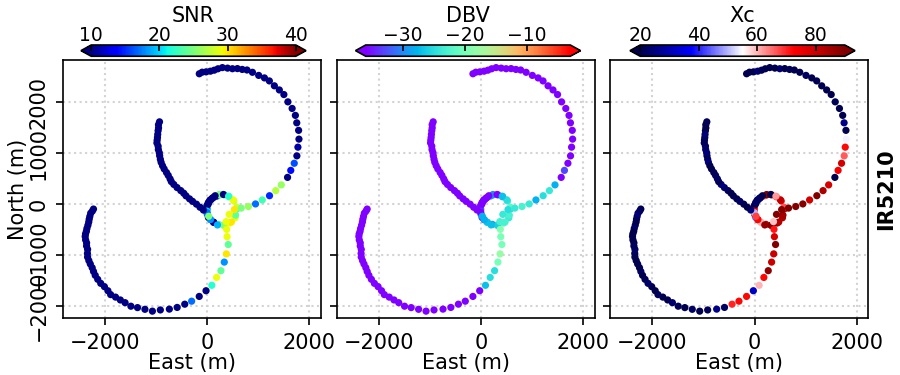 SNR
10 20 30 40
DBV
−30 −20 −10
Xc
20 40 60 80
North (m)
2000
1000
0
−1000
−2000
−2000 0 2000
East (m)
−2000 0 2000
East (m)
−2000 0 2000
East (m)
IR5210